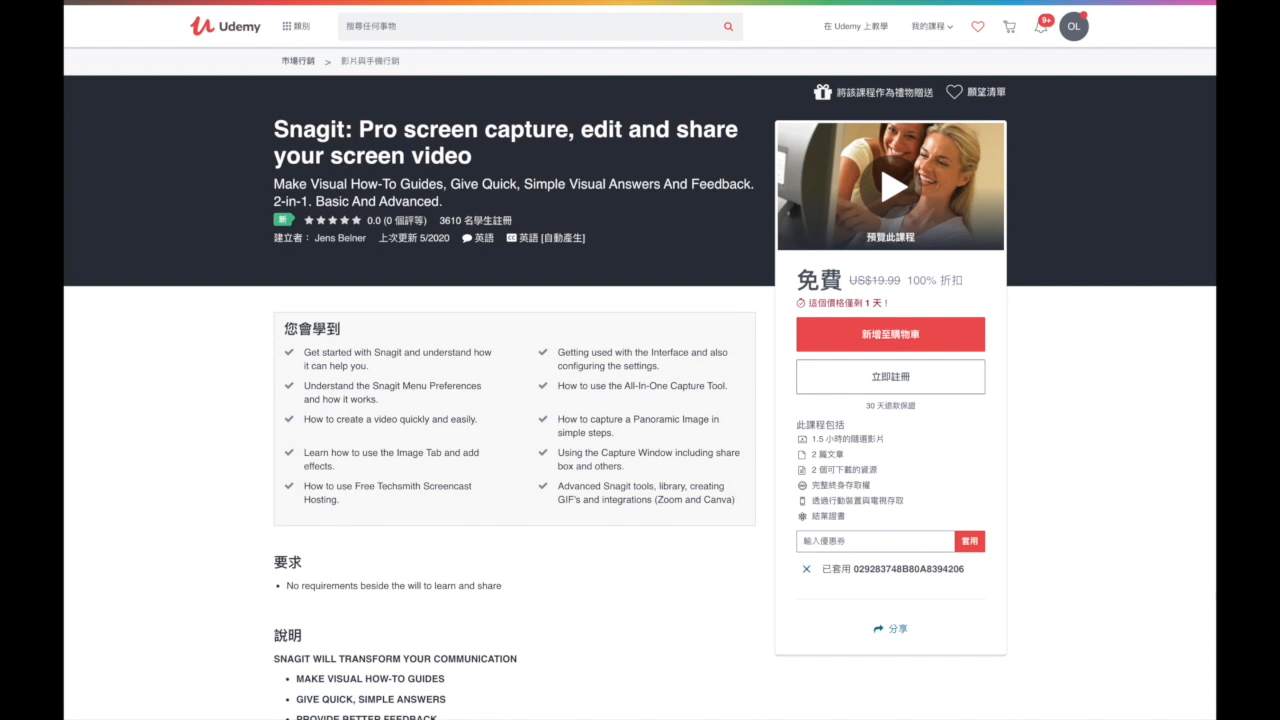 Udemy
類別
搜尋任何事物
在 Udemy 上教學
我的課程
9+
OL
市場行銷 > 影片與手機行銷
將該課程作為禮物贈送
願望清單
Snagit: Pro screen capture, edit and share
your screen video
Make Visual How-To Guides, Give Quick, Simple Visual Answers And Feedback.
2-in-1. Basic And Advanced.
新 0.0 (0 個評等) 3610 名學生註冊
建立者： Jens Belner 上次更新 5/2020 英語 英語 [自動產生]
預覽此課程
免費 US$19.99 100% 折扣
這個價格僅剩 1 天！
新增至購物車
立即註冊
30 天退款保證
此課程包括
1.5 小時的隨選影片
2 篇文章
2 個可下載的資源
完整終身存取權
透過行動裝置與電視存取
結業證書
輸入優惠券
套用
已套用 029283748B80A8394206
分享
您會學到
Get started with Snagit and understand how
it can help you.
Getting used with the Interface and also
configuring the settings.
Understand the Snagit Menu Preferences
and how it works.
How to use the All-In-One Capture Tool.
How to create a video quickly and easily.
How to capture a Panoramic Image in
simple steps.
Learn how to use the Image Tab and add
effects.
Using the Capture Window including share
box and others.
How to use Free Techsmith Screencast
Hosting.
Advanced Snagit tools, library, creating
GIF's and integrations (Zoom and Canva)
要求
• No requirements beside the will to learn and share
說明
SNAGIT WILL TRANSFORM YOUR COMMUNICATION
• MAKE VISUAL HOW-TO GUIDES
• GIVE QUICK, SIMPLE ANSWERS
• PROVIDE BETTER FEEDBACK